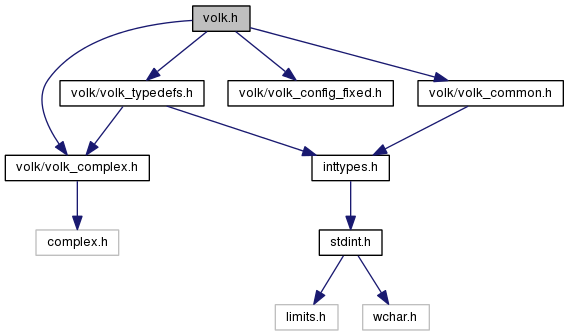 volk.h
volk/volk_typedefs.h
volk/volk_config_fixed.h
volk/volk_common.h
volk/volk_complex.h
inttypes.h
complex.h
stdint.h
limits.h
wchar.h